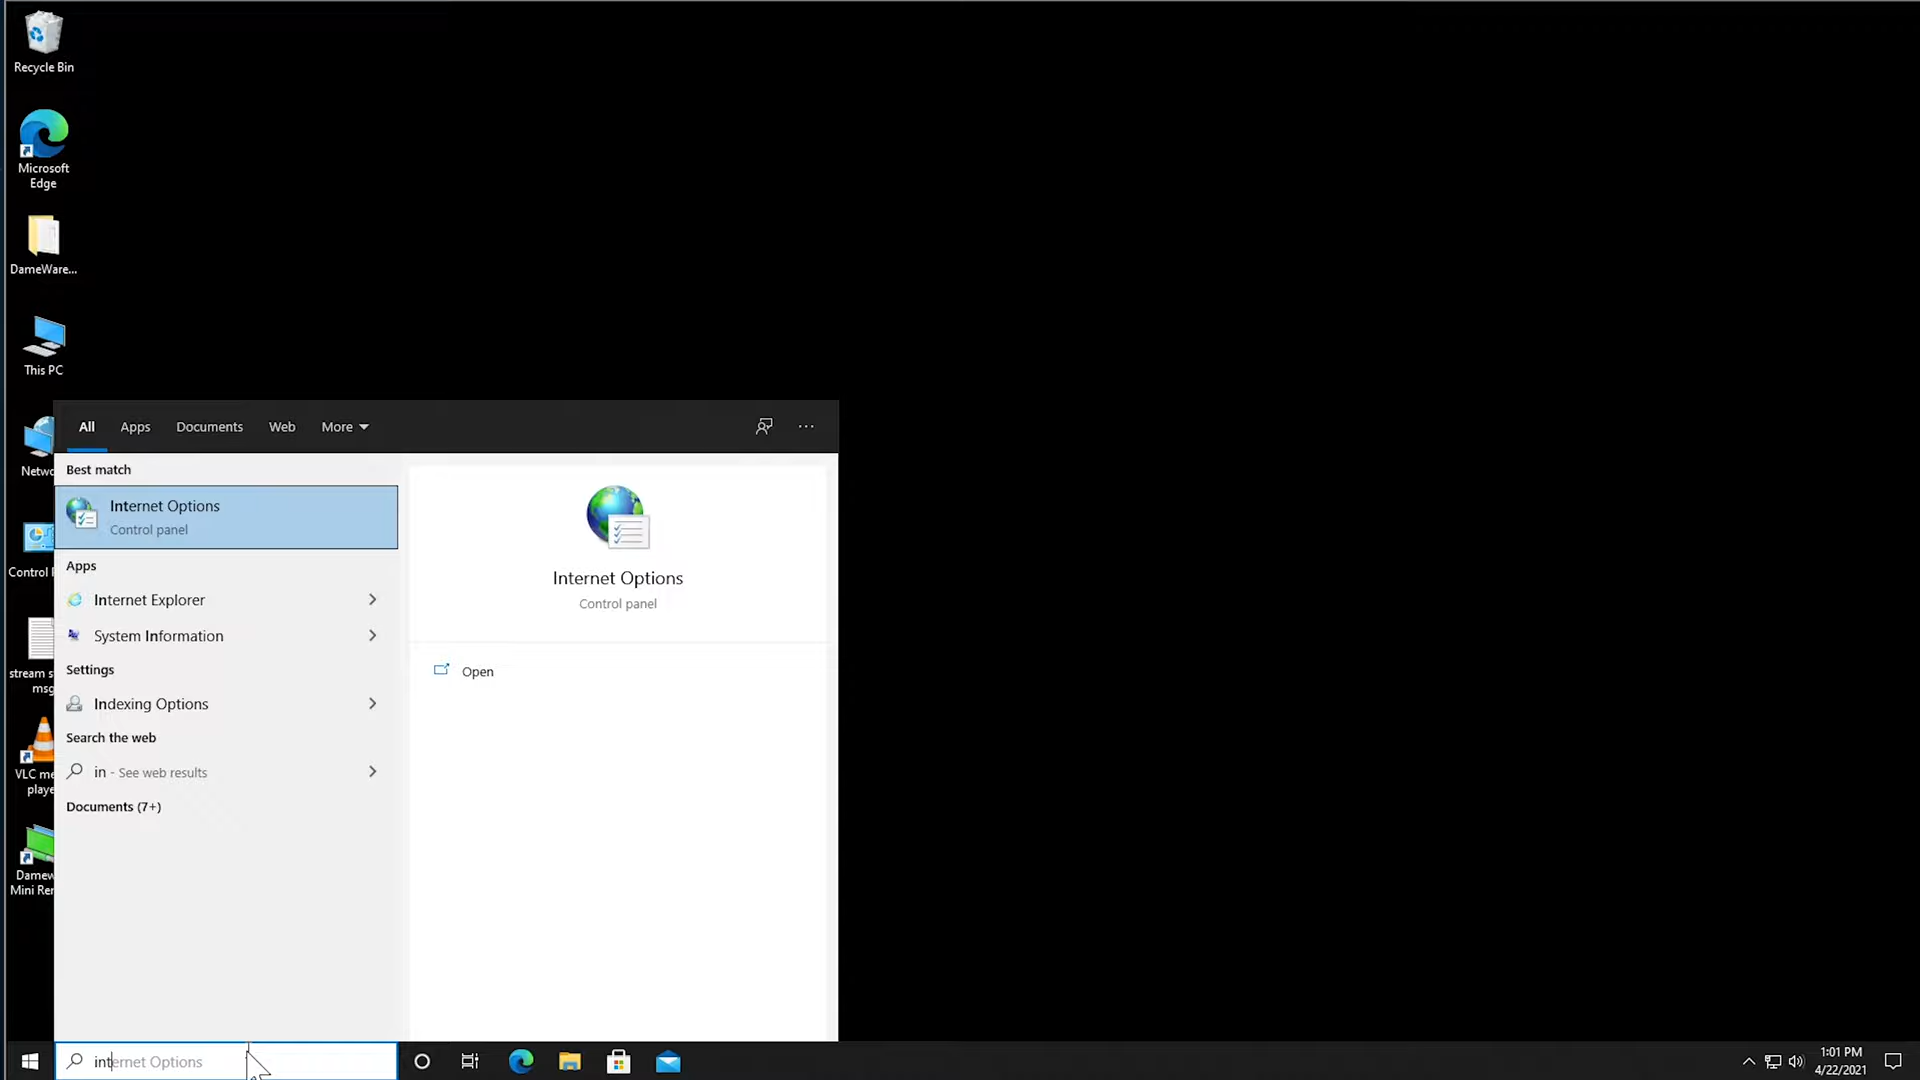 Recycle Bin
Microsoft
Edge
DameWare...
This PC
Netwo
Control P
stream s
msg
VLC me
playe
Damew
Mini Rem
All
Apps
Documents
Web
More
...
Best match
Internet Options
Control panel
Apps
Internet Explorer
System Information
Settings
Indexing Options
Search the web
in - See web results
Documents (7+)
Internet Options
Control panel
Open
internet Options
1:01 PM
4/22/2021